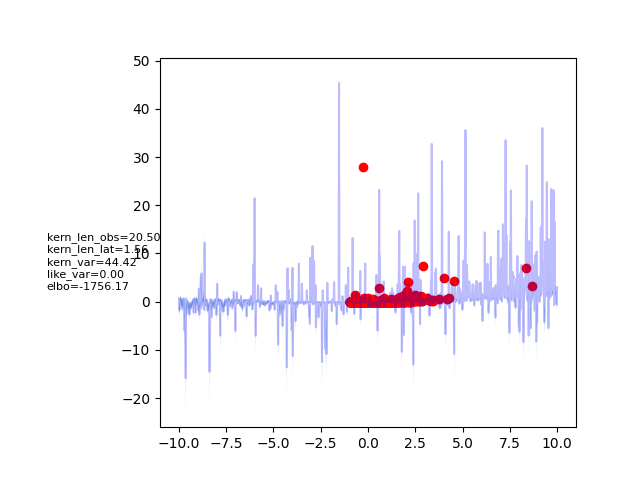 50
40
30
20
10
0
−10
−20
kern_len_obs=20.50
kern_len_lat=1.56
kern_var=44.42
like_var=0.00
elbo=-1756.17
−10.0 −7.5 −5.0 −2.5 0.0 2.5 5.0 7.5 10.0